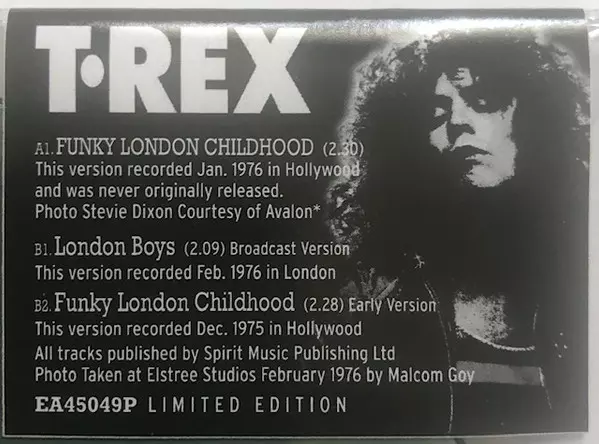 T·REX
A1. FUNKY LONDON CHILDHOOD (2.30)
This version recorded Jan. 1976 in Hollywood
and was never originally released.
Photo Stevie Dixon Courtesy of Avalon*
B1. London Boys (2.09) Broadcast Version
This version recorded Feb. 1976 in London
B2. Funky London Childhood (2.28) Early Version
This version recorded Dec. 1975 in Hollywood
All tracks published by Spirit Music Publishing Ltd
Photo Taken at Elstree Studios February 1976 by Malcom Goy
EA45049P LIMITED EDITION